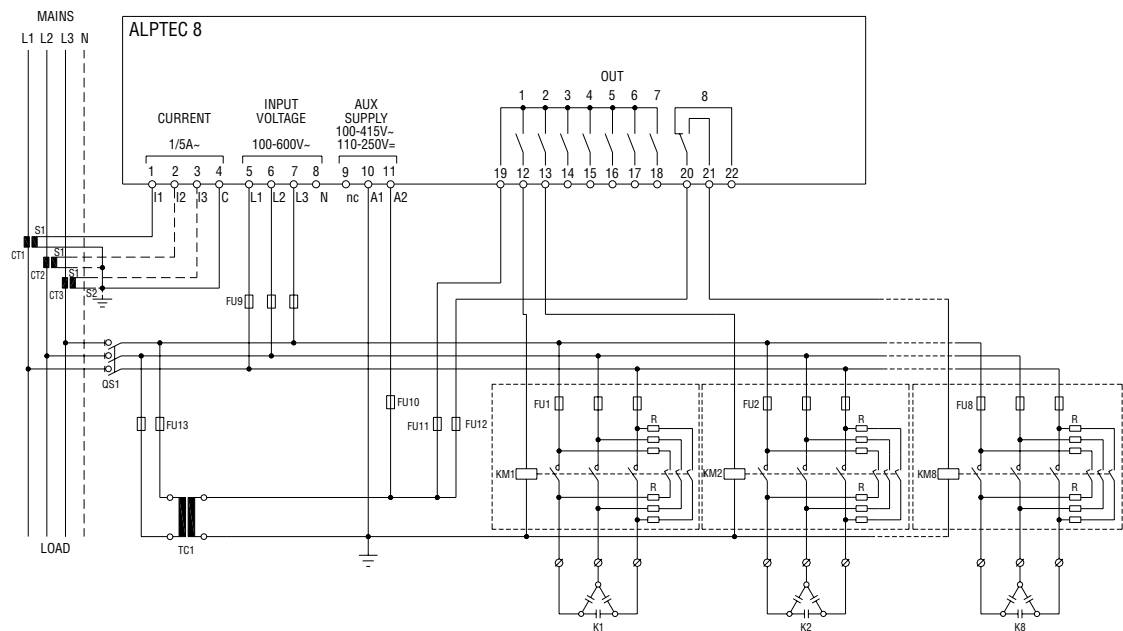 MAINS
L1 L2 L3 N
ALPTEC 8
OUT
1 2 3 4 5 6 7 8
CURRENT
1/5A~
INPUT
VOLTAGE
100-600V~
AUX
SUPPLY
100-415V~
110-250V=
1 2 3 4 5 6 7 8 9 10 11 19 12 13 14 15 16 17 18 20 21 22
I1 I2 I3 C L1 L2 L3 N nc A1 A2
S1
CT1
S1
CT2
S1
CT3
S2
FU9
QS1
FU10
FU13
FU11
FU12
FU1
FU2
FU8
R
R
R
KM1
KM2
KM8
R
R
R
LOAD
TC1
K1
K2
K8